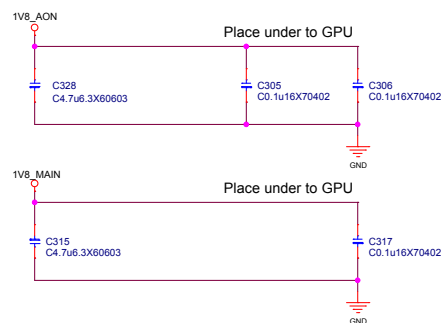 1V8_AON
Place under to GPU
C328
C4.7u6.3X60603
C305
C0.1u16X70402
C306
C0.1u16X70402
GND
1V8_MAIN
Place under to GPU
C315
C4.7u6.3X60603
C317
C0.1u16X70402
GND